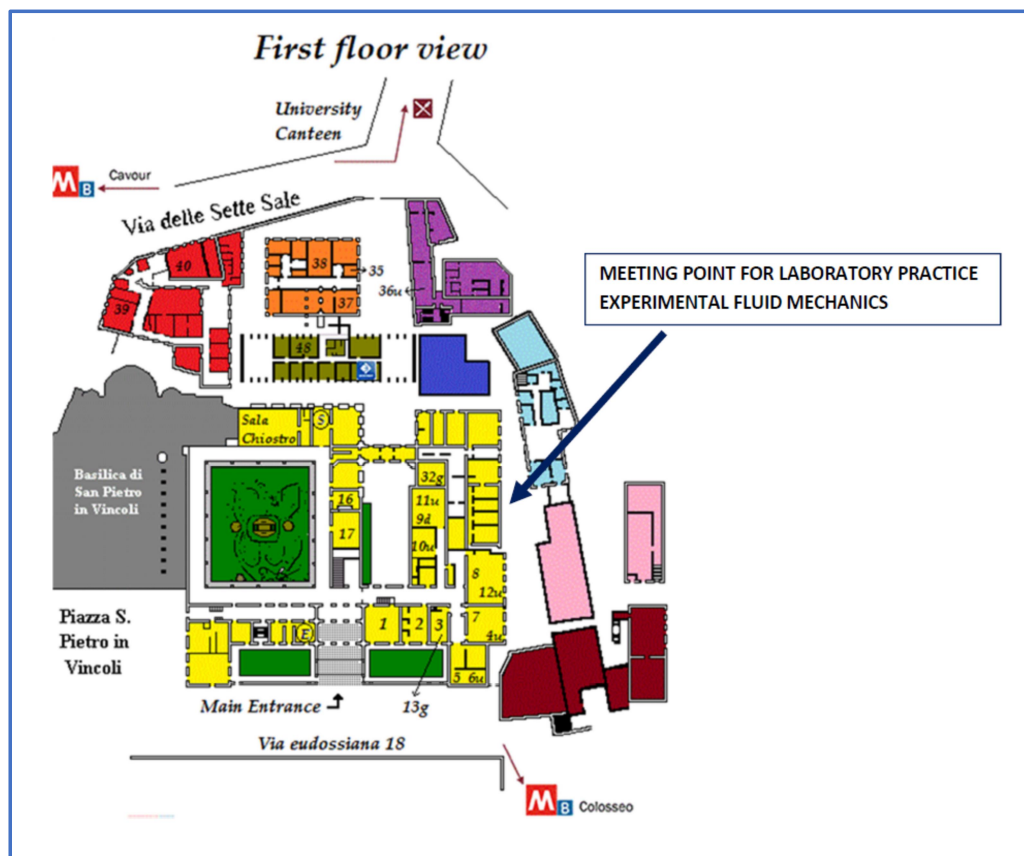 First floor view
University
Canteen
M B Cavour
Via delle Sette Sale
40
38
35
36u
37
39
MEETING POINT FOR LABORATORY PRACTICE
EXPERIMENTAL FLUID MECHANICS
48
Sala
Chiostro
S
Basilica di
San Pietro
in Vincoli
32g
16
11u
9d
17
10u
8
12u
Piazza S.
Pietro in
Vincoli
E
1
2
3
7
4u
5 6u
Main Entrance
13g
Via eudossiana 18
M B Colosseo